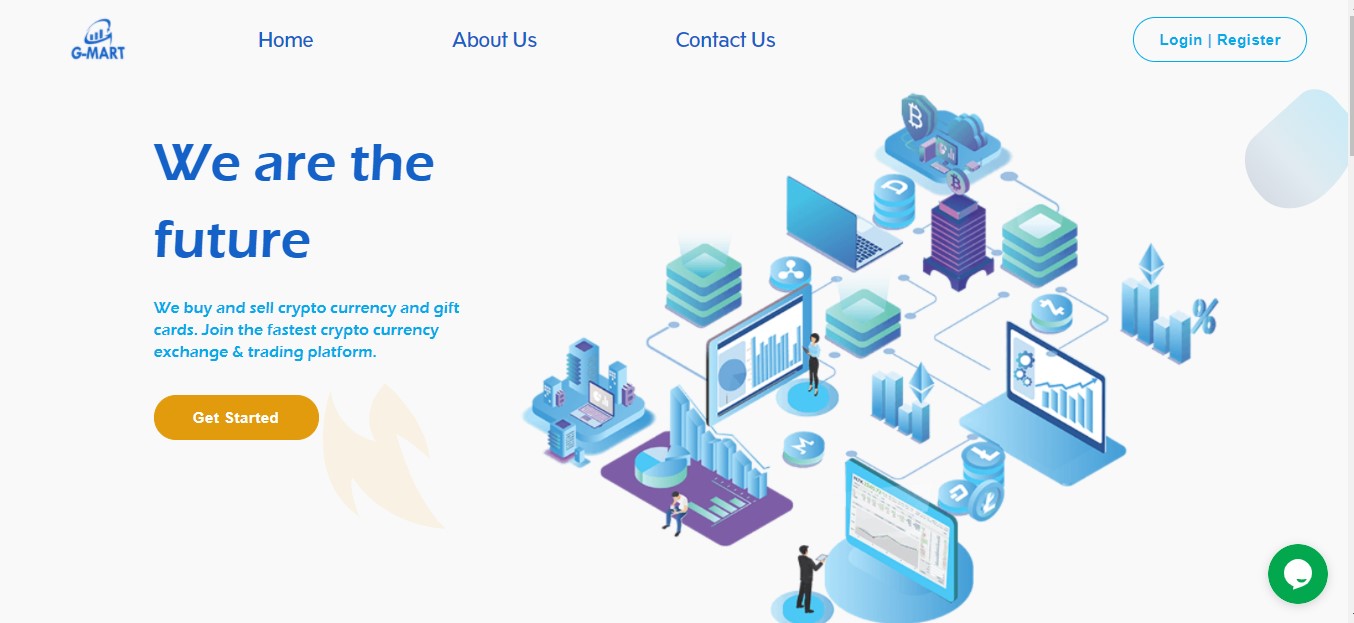 G-MART
Home
About Us
Contact Us
Login | Register
We are the
future
We buy and sell crypto currency and gift
cards. Join the fastest crypto currency
exchange & trading platform.
Get Started
%